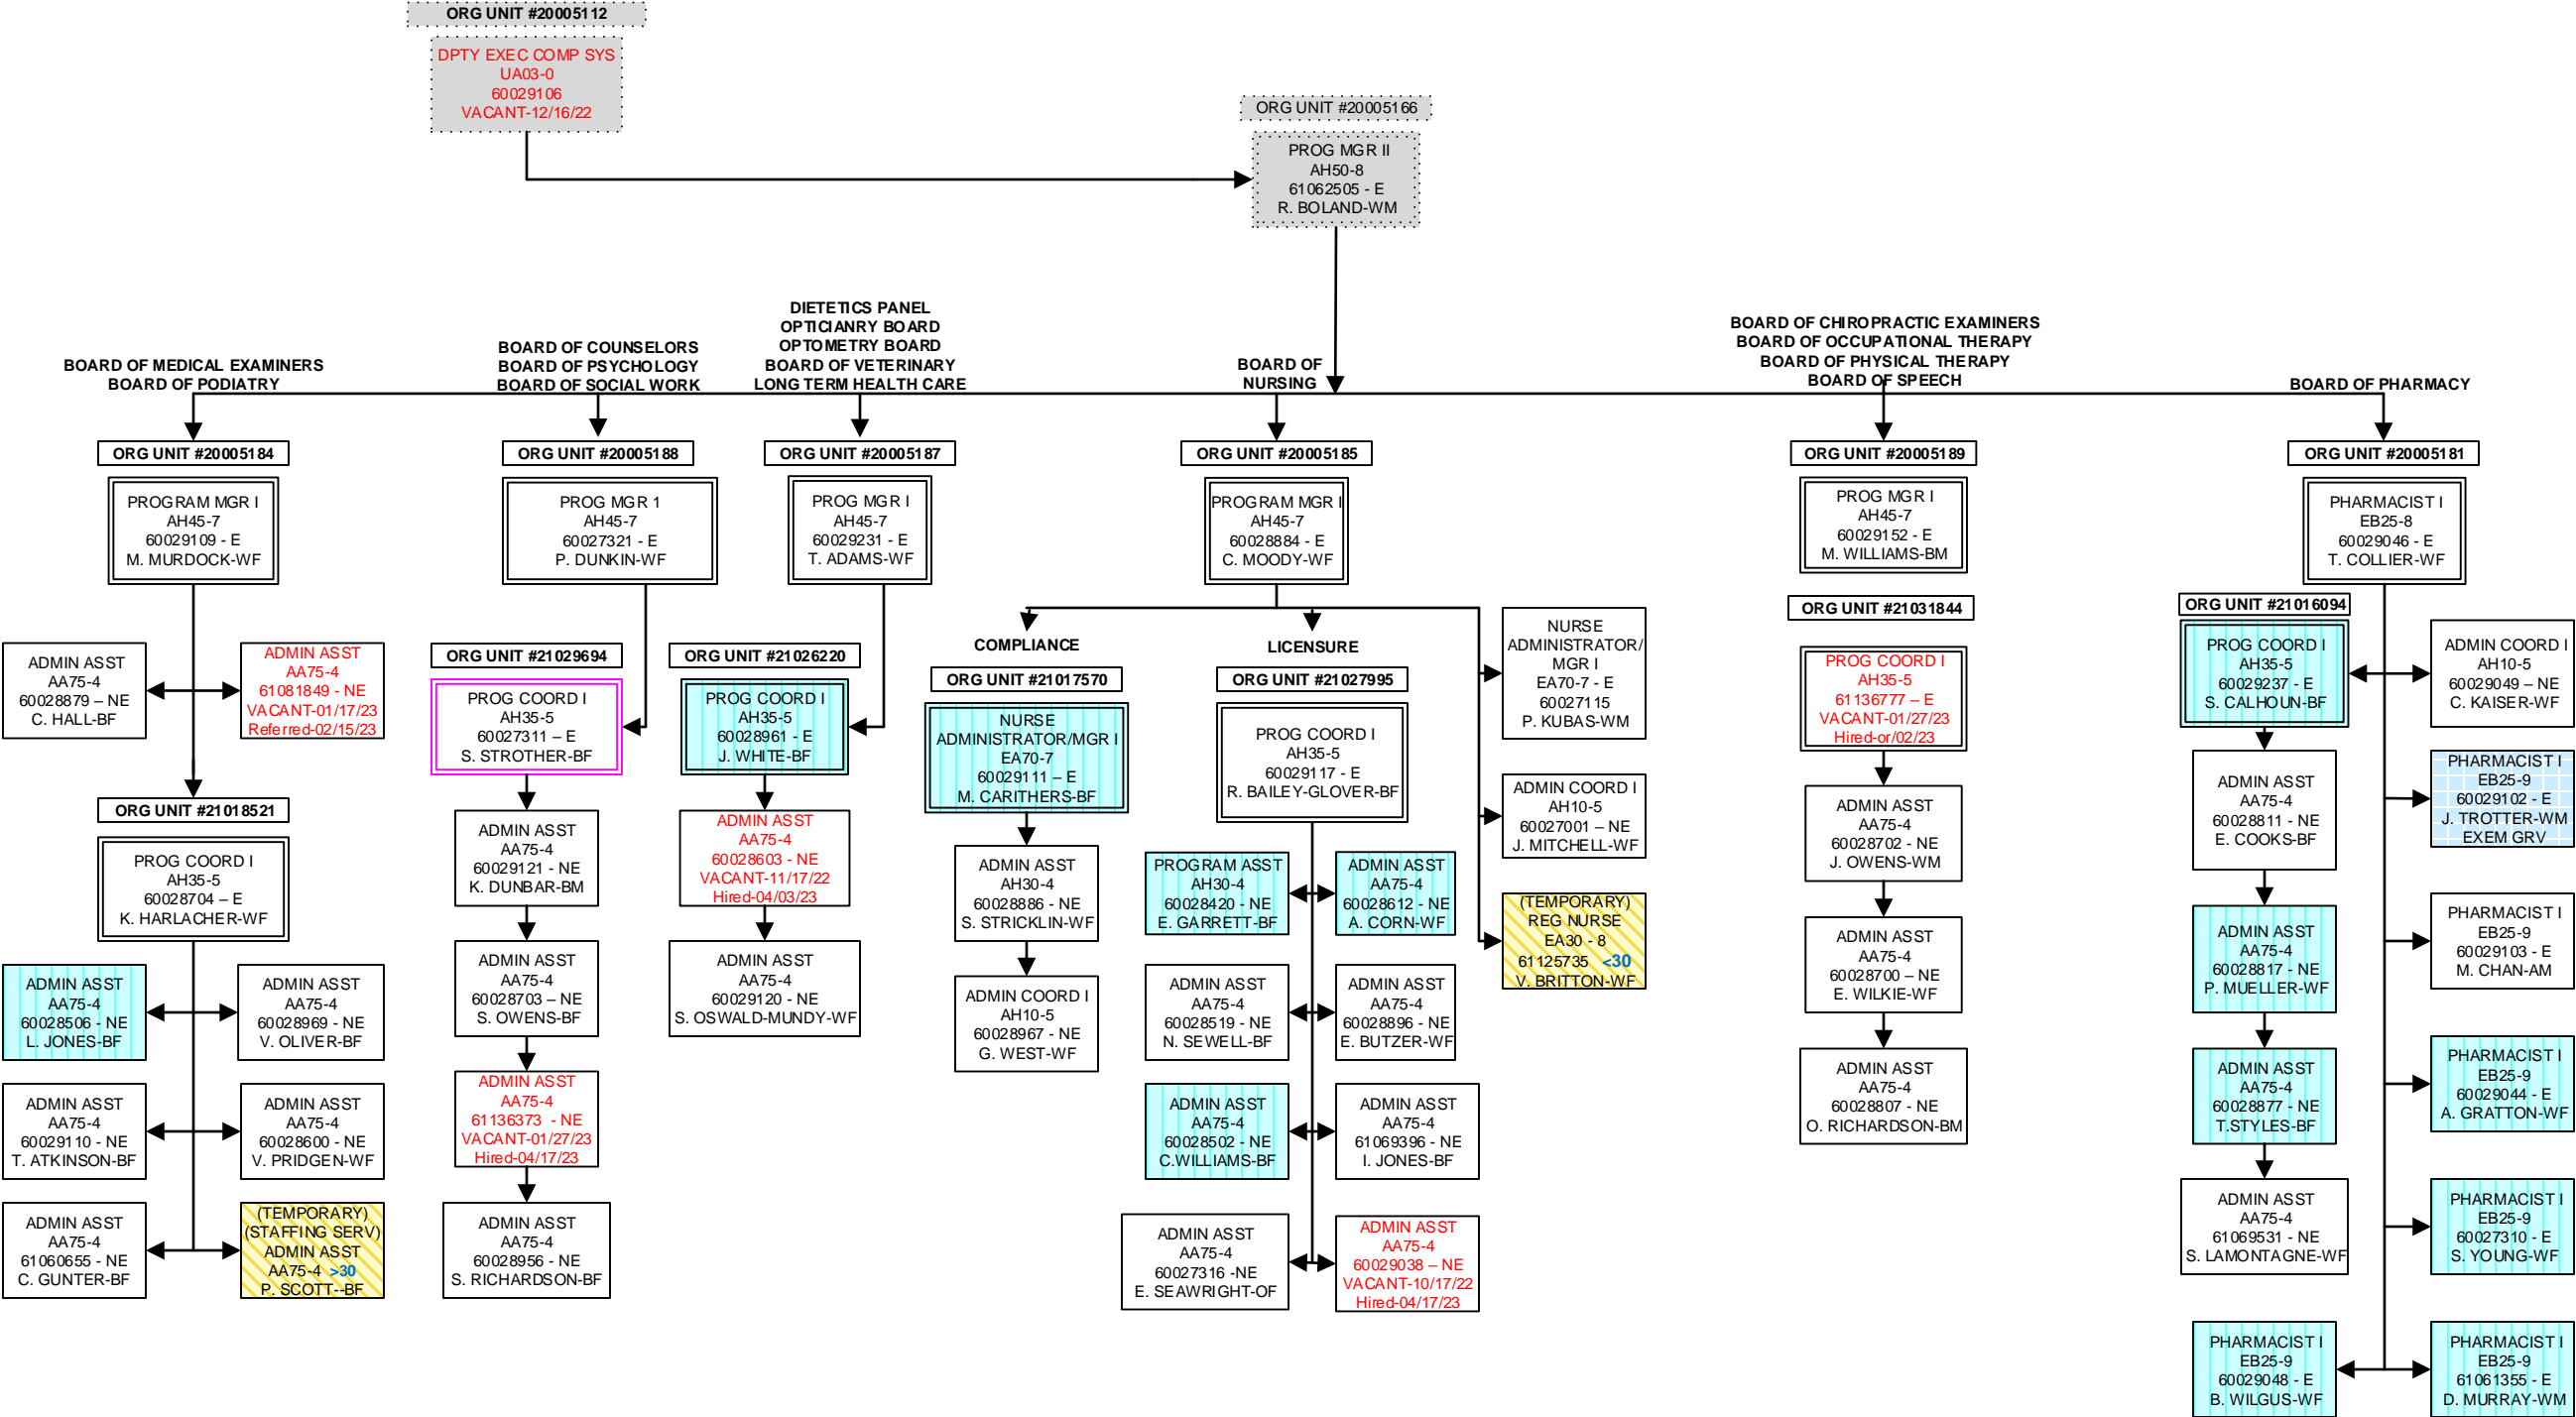 ORG UNIT #20005112
DPTY EXEC COMP SYS
UA03-0
60029106
VACANT-12/16/22
ORG UNIT #20005166
PROG MGR II
AH50-8
61062505 - E
R. BOLAND-WM
BOARD OF MEDICAL EXAMINERS
BOARD OF PODIATRY
BOARD OF COUNSELORS
BOARD OF PSYCHOLOGY
BOARD OF SOCIAL WORK
DIETETICS PANEL
OPTICIANRY BOARD
OPTOMETRY BOARD
BOARD OF VETERINARY
LONG TERM HEALTH CARE
BOARD OF
NURSING
BOARD OF CHIROPRACTIC EXAMINERS
BOARD OF OCCUPATIONAL THERAPY
BOARD OF PHYSICAL THERAPY
BOARD OF SPEECH
BOARD OF PHARMACY
ORG UNIT #20005184
PROGRAM MGR I
AH45-7
60029109 - E
M. MURDOCK-WF
ADMIN ASST
AA75-4
60028879 – NE
C. HALL-BF
ADMIN ASST
AA75-4
61081849 - NE
VACANT-01/17/23
Referred-02/15/23
ORG UNIT #21018521
PROG COORD I
AH35-5
60028704 – E
K. HARLACHER-WF
ADMIN ASST
AA75-4
60028506 - NE
L. JONES-BF
ADMIN ASST
AA75-4
60028969 - NE
V. OLIVER-BF
ADMIN ASST
AA75-4
60029110 - NE
T. ATKINSON-BF
ADMIN ASST
AA75-4
60028600 - NE
V. PRIDGEN-WF
ADMIN ASST
AA75-4
61060655 - NE
C. GUNTER-BF
(TEMPORARY)
(STAFFING SERV)
ADMIN ASST
AA75-4 >30
P. SCOTT--BF
ORG UNIT #20005188
PROG MGR 1
AH45-7
60027321 - E
P. DUNKIN-WF
ORG UNIT #21029694
PROG COORD I
AH35-5
60027311 – E
S. STROTHER-BF
ADMIN ASST
AA75-4
60029121 - NE
K. DUNBAR-BM
ADMIN ASST
AA75-4
60028703 – NE
S. OWENS-BF
ADMIN ASST
AA75-4
61136373 - NE
VACANT-01/27/23
Hired-04/17/23
ADMIN ASST
AA75-4
60028956 - NE
S. RICHARDSON-BF
ORG UNIT #20005187
PROG MGR I
AH45-7
60029231 - E
T. ADAMS-WF
ORG UNIT #21026220
PROG COORD I
AH35-5
60028961 - E
J. WHITE-BF
ADMIN ASST
AA75-4
60028603 - NE
VACANT-11/17/22
Hired-04/03/23
ADMIN ASST
AA75-4
60029120 - NE
S. OSWALD-MUNDY-WF
ORG UNIT #20005185
PROGRAM MGR I
AH45-7
60028884 - E
C. MOODY-WF
COMPLIANCE
ORG UNIT #21017570
NURSE
ADMINISTRATOR/MGR I
EA70-7
60029111 – E
M. CARITHERS-BF
ADMIN ASST
AH30-4
60028886 - NE
S. STRICKLIN-WF
ADMIN COORD I
AH10-5
60028967 - NE
G. WEST-WF
LICENSURE
ORG UNIT #21027995
PROG COORD I
AH35-5
60029117 - E
R. BAILEY-GLOVER-BF
PROGRAM ASST
AH30-4
60028420 - NE
E. GARRETT-BF
ADMIN ASST
AA75-4
60028612 - NE
A. CORN-WF
ADMIN ASST
AA75-4
60028519 - NE
N. SEWELL-BF
ADMIN ASST
AA75-4
60028896 - NE
E. BUTZER-WF
ADMIN ASST
AA75-4
60028502 - NE
C.WILLIAMS-BF
ADMIN ASST
AA75-4
61069396 - NE
I. JONES-BF
ADMIN ASST
AA75-4
60027316 -NE
E. SEAWRIGHT-OF
ADMIN ASST
AA75-4
60029038 – NE
VACANT-10/17/22
Hired-04/17/23
NURSE
ADMINISTRATOR/
MGR I
EA70-7 - E
60027115
P. KUBAS-WM
ADMIN COORD I
AH10-5
60027001 – NE
J. MITCHELL-WF
(TEMPORARY)
REG NURSE
EA30 - 8
61125735 <30
V. BRITTON-WF
ORG UNIT #20005189
PROG MGR I
AH45-7
60029152 - E
M. WILLIAMS-BM
ORG UNIT #21031844
PROG COORD I
AH35-5
61136777 – E
VACANT-01/27/23
Hired-or/02/23
ADMIN ASST
AA75-4
60028702 - NE
J. OWENS-WM
ADMIN ASST
AA75-4
60028700 – NE
E. WILKIE-WF
ADMIN ASST
AA75-4
60028807 - NE
O. RICHARDSON-BM
ORG UNIT #20005181
PHARMACIST I
EB25-8
60029046 - E
T. COLLIER-WF
ORG UNIT #21016094
PROG COORD I
AH35-5
60029237 - E
S. CALHOUN-BF
ADMIN COORD I
AH10-5
60029049 – NE
C. KAISER-WF
ADMIN ASST
AA75-4
60028811 - NE
E. COOKS-BF
PHARMACIST I
EB25-9
60029102 - E
J. TROTTER-WM
EXEM GRV
ADMIN ASST
AA75-4
60028817 - NE
P. MUELLER-WF
PHARMACIST I
EB25-9
60029103 - E
M. CHAN-AM
ADMIN ASST
AA75-4
60028877 - NE
T.STYLES-BF
PHARMACIST I
EB25-9
60029044 - E
A. GRATTON-WF
ADMIN ASST
AA75-4
61069531 - NE
S. LAMONTAGNE-WF
PHARMACIST I
EB25-9
60027310 - E
S. YOUNG-WF
PHARMACIST I
EB25-9
60029048 - E
B. WILGUS-WF
PHARMACIST I
EB25-9
61061355 - E
D. MURRAY-WM